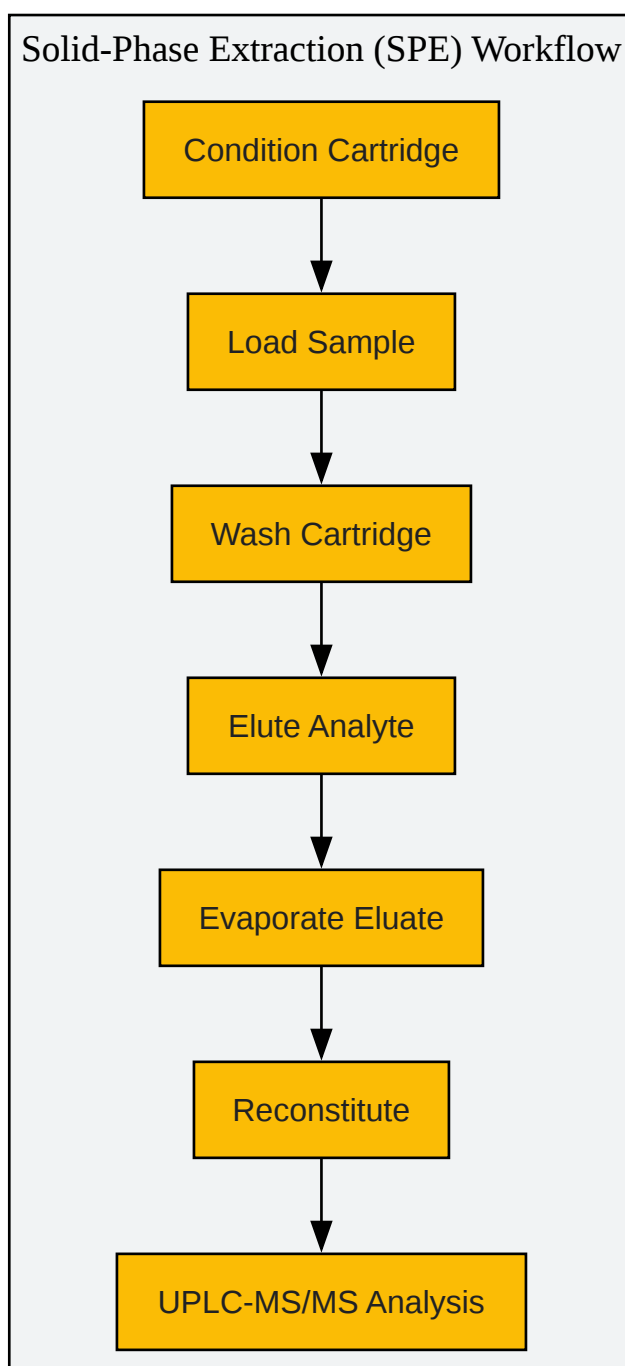 Solid-Phase Extraction (SPE) Workflow
Condition Cartridge
Load Sample
Wash Cartridge
Elute Analyte
Evaporate Eluate
Reconstitute
UPLC-MS/MS Analysis